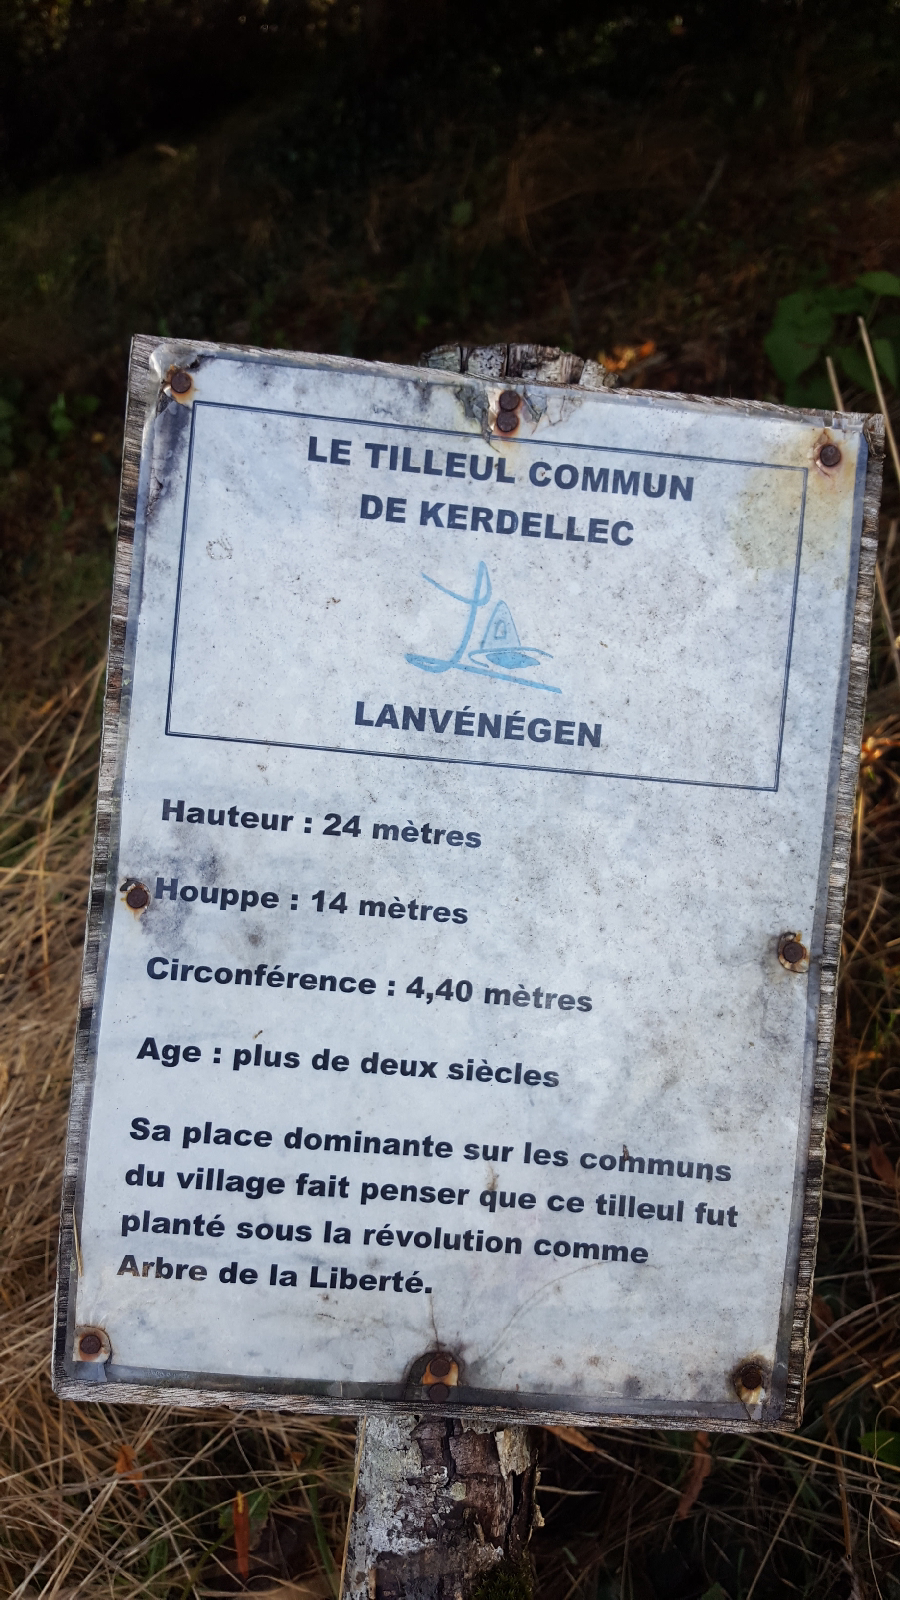 LE TILLEUL COMMUN
DE KERDELLEC
LANVÉNÉGEN
Hauteur : 24 mètres
Houppe : 14 mètres
Circonférence : 4,40 mètres
Age : plus de deux siècles
Sa place dominante sur les communs
du village fait penser que ce tilleul fut
planté sous la révolution comme
Arbre de la Liberté.